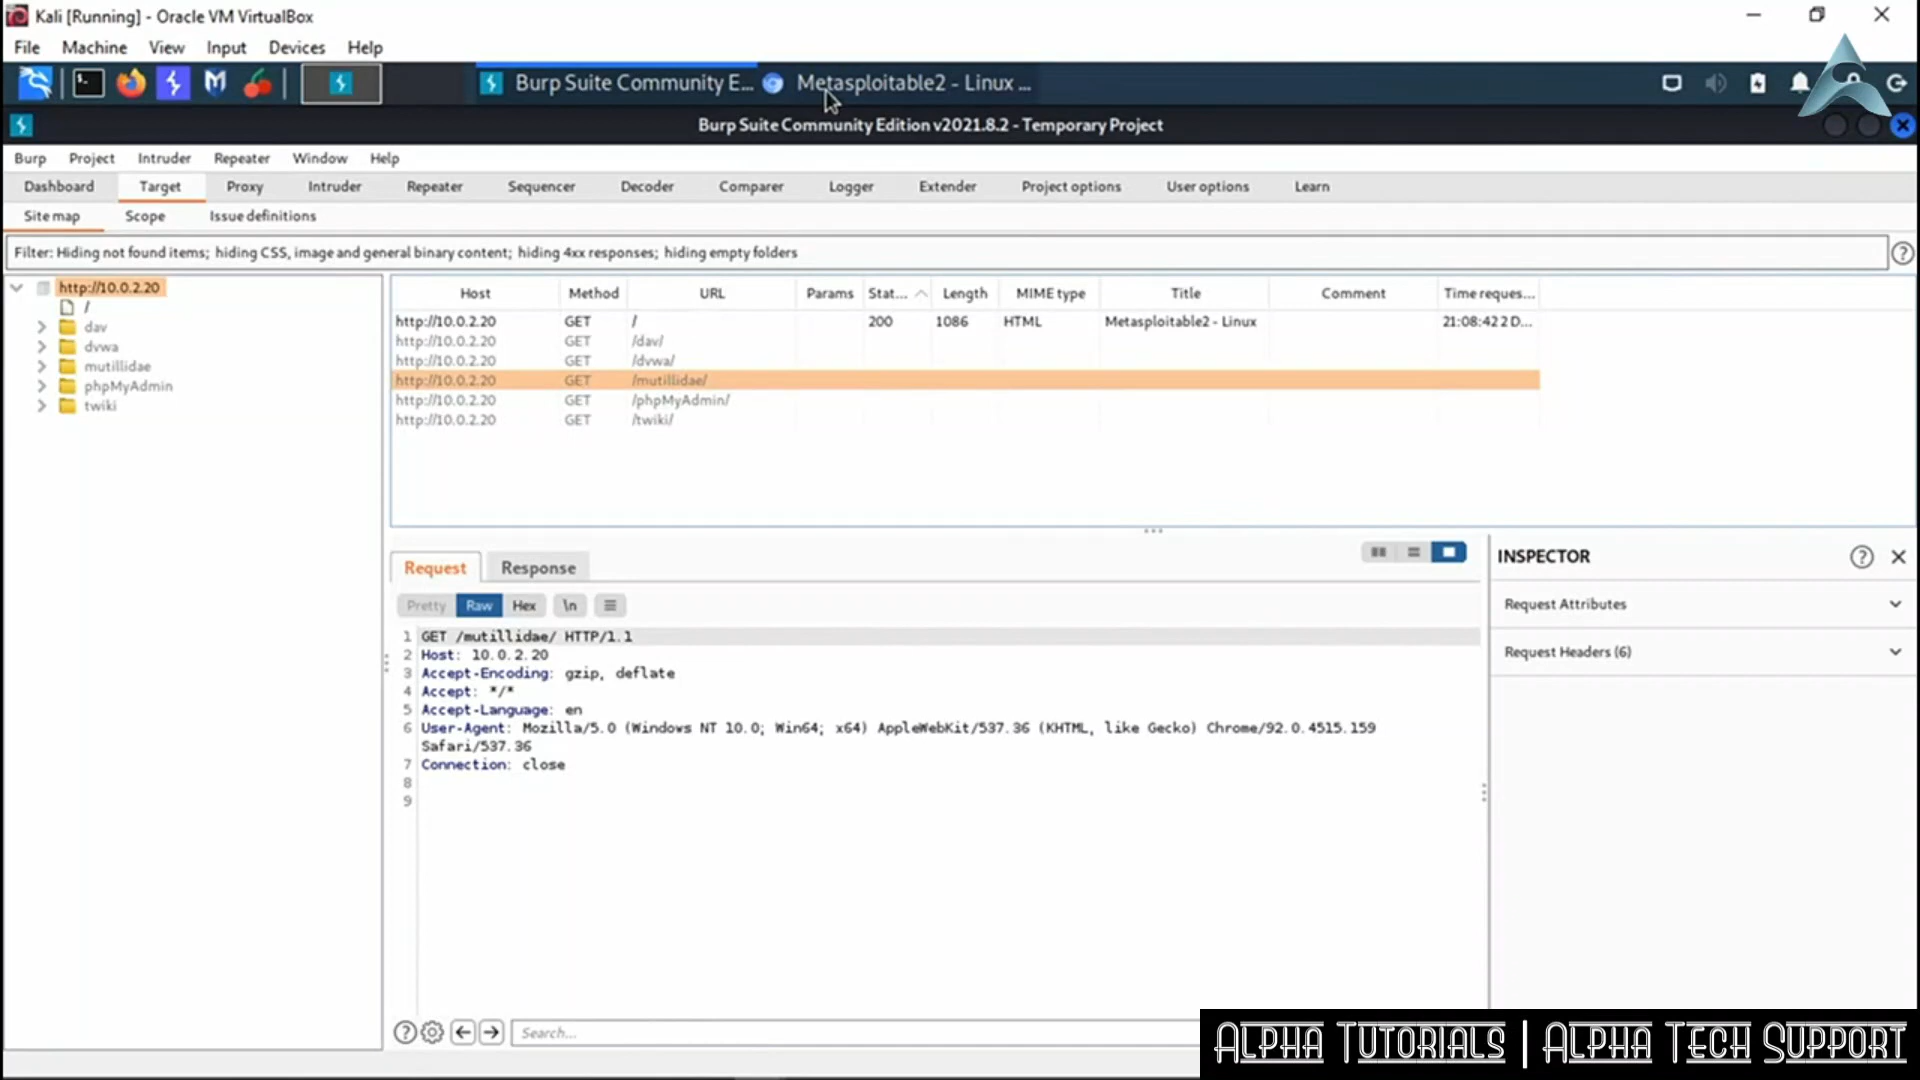 Kali [Running] - Oracle VM VirtualBox
File Machine View Input Devices Help
Burp Suite Community E... Metasploitable2 - Linux ...
Burp Suite Community Edition v2021.8.2 - Temporary Project
Burp Project Intruder Repeater Window Help
Dashboard Target Proxy Intruder Repeater Sequencer Decoder Comparer Logger Extender Project options User options Learn
Site map Scope Issue definitions
Filter: Hiding not found items; hiding CSS, image and general binary content; hiding 4xx responses; hiding empty folders
http://10.0.2.20
/
dav
dvwa
mutillidae
phpMyAdmin
twiki
Host Method URL Params Stat... Length MIME type Title Comment Time reques...
http://10.0.2.20 GET / 200 1086 HTML Metasploitable2 - Linux 21:08:42 2 D...
http://10.0.2.20 GET /dav/
http://10.0.2.20 GET /dvwa/
http://10.0.2.20 GET /mutillidae/
http://10.0.2.20 GET /phpMyAdmin/
http://10.0.2.20 GET /twiki/
Request Response
Pretty Raw Hex \n
1 GET /mutillidae/ HTTP/1.1
2 Host: 10.0.2.20
3 Accept-Encoding: gzip, deflate
4 Accept: */*
5 Accept-Language: en
6 User-Agent: Mozilla/5.0 (Windows NT 10.0; Win64; x64) AppleWebKit/537.36 (KHTML, like Gecko) Chrome/92.0.4515.159
Safari/537.36
7 Connection: close
8
9
INSPECTOR
Request Attributes
Request Headers (6)
Search...
ALPHA TUTORIALS | ALPHA TECH SUPPORT